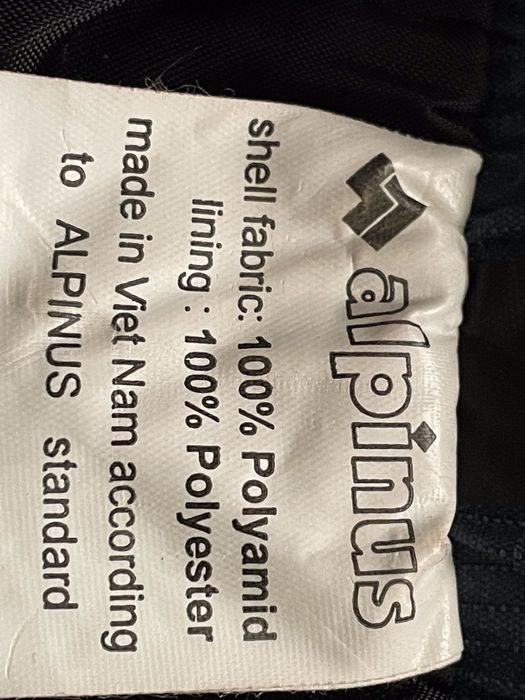 alpinus
shell fabric: 100% Polyamid
lining : 100% Polyester
made in Viet Nam according
to ALPINUS standard